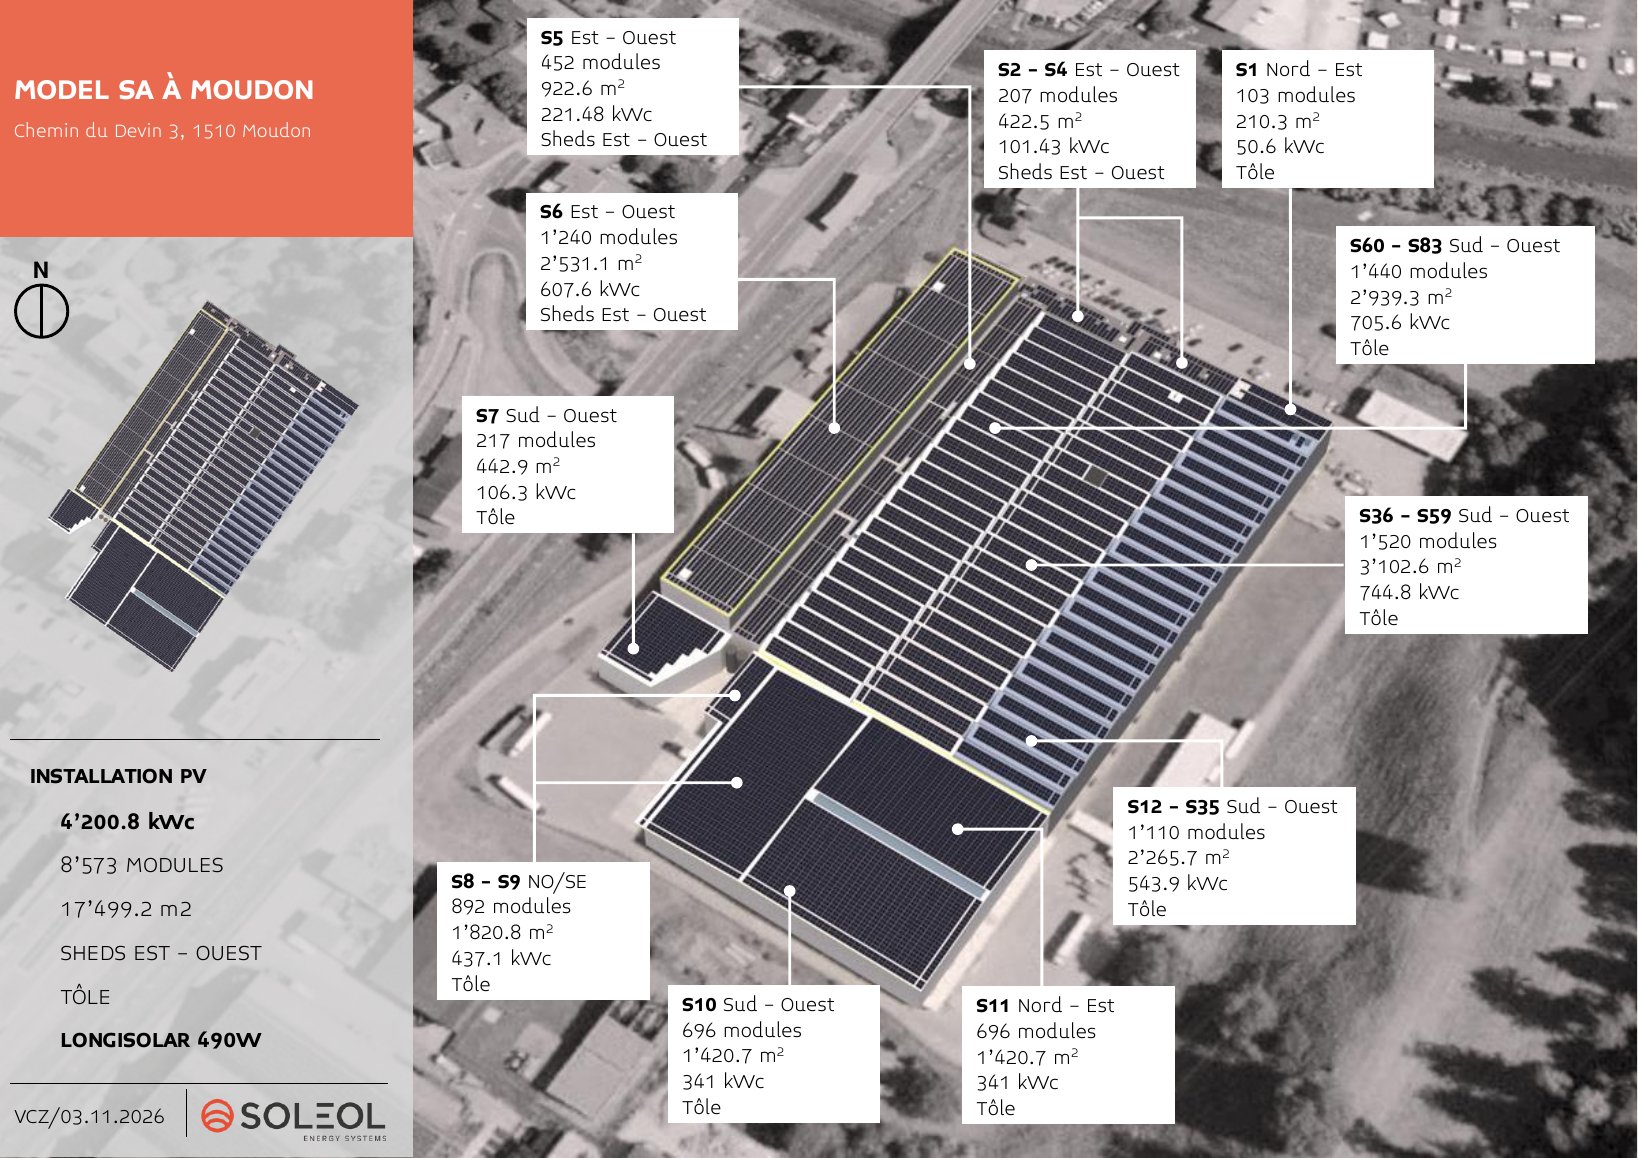 MODEL SA À MOUDON
Chemin du Devin 3, 1510 Moudon
N
INSTALLATION PV
4’200.8 kWc
8’573 MODULES
17’499.2 m2
SHEDS EST – OUEST
TÔLE
LONGISOLAR 490W
VCZ/03.11.2026
SOLEOL
ENERGY SYSTEMS
S5 Est – Ouest
452 modules
922.6 m²
221.48 kWc
Sheds Est – Ouest
S2 – S4 Est – Ouest
207 modules
422.5 m²
101.43 kWc
Sheds Est – Ouest
S1 Nord – Est
103 modules
210.3 m²
50.6 kWc
Tôle
S6 Est – Ouest
1’240 modules
2’531.1 m²
607.6 kWc
Sheds Est – Ouest
S60 – S83 Sud – Ouest
1’440 modules
2’939.3 m²
705.6 kWc
Tôle
S7 Sud – Ouest
217 modules
442.9 m²
106.3 kWc
Tôle
S36 – S59 Sud – Ouest
1’520 modules
3’102.6 m²
744.8 kWc
Tôle
S12 – S35 Sud – Ouest
1’110 modules
2’265.7 m²
543.9 kWc
Tôle
S8 – S9 NO/SE
892 modules
1’820.8 m²
437.1 kWc
Tôle
S10 Sud – Ouest
696 modules
1’420.7 m²
341 kWc
Tôle
S11 Nord – Est
696 modules
1’420.7 m²
341 kWc
Tôle